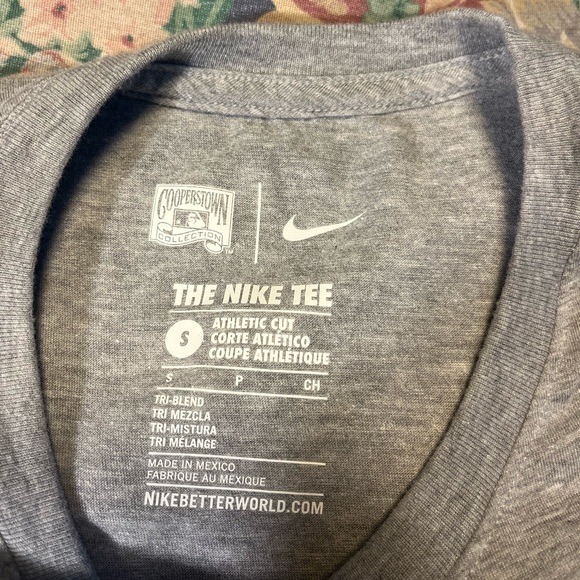 COOPERSTOWN
COLLECTION
THE NIKE TEE
S
ATHLETIC CUT
CORTE ATLÉTICO
COUPE ATHLÉTIQUE
S P CH
TRI-BLEND
TRI MEZCLA
TRI-MISTURA
TRI MÉLANGE
MADE IN MEXICO
FABRIQUE AU MEXIQUE
NIKEBETTERWORLD.COM